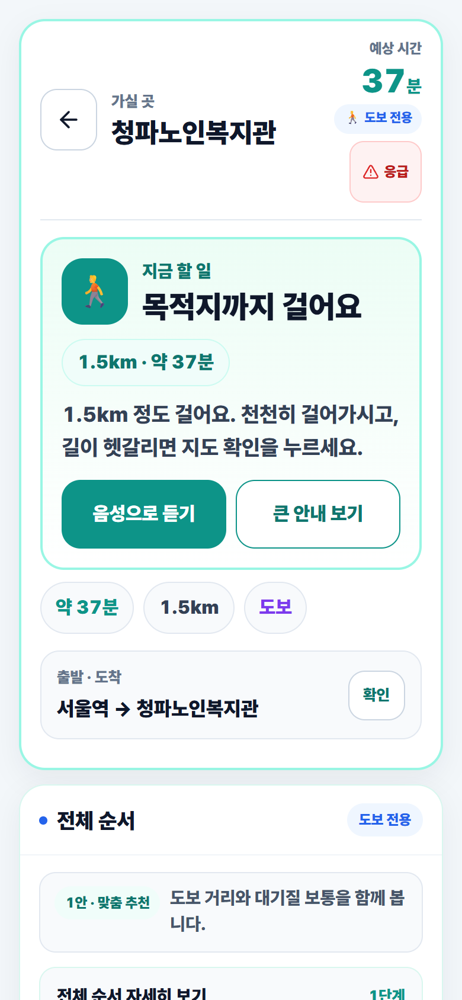 예상 시간
37분
가실 곳
청파노인복지관
도보 전용
응급
지금 할 일
목적지까지 걸어요
1.5km · 약 37분
1.5km 정도 걸어요. 천천히 걸어가시고,
길이 헷갈리면 지도 확인을 누르세요.
음성으로 듣기
큰 안내 보기
약 37분
1.5km
도보
출발 · 도착
서울역 → 청파노인복지관
확인
전체 순서
도보 전용
1안 · 맞춤 추천
도보 거리와 대기질 보통을 함께 봅
니다.
전체 순서 자세히 보기
1단계